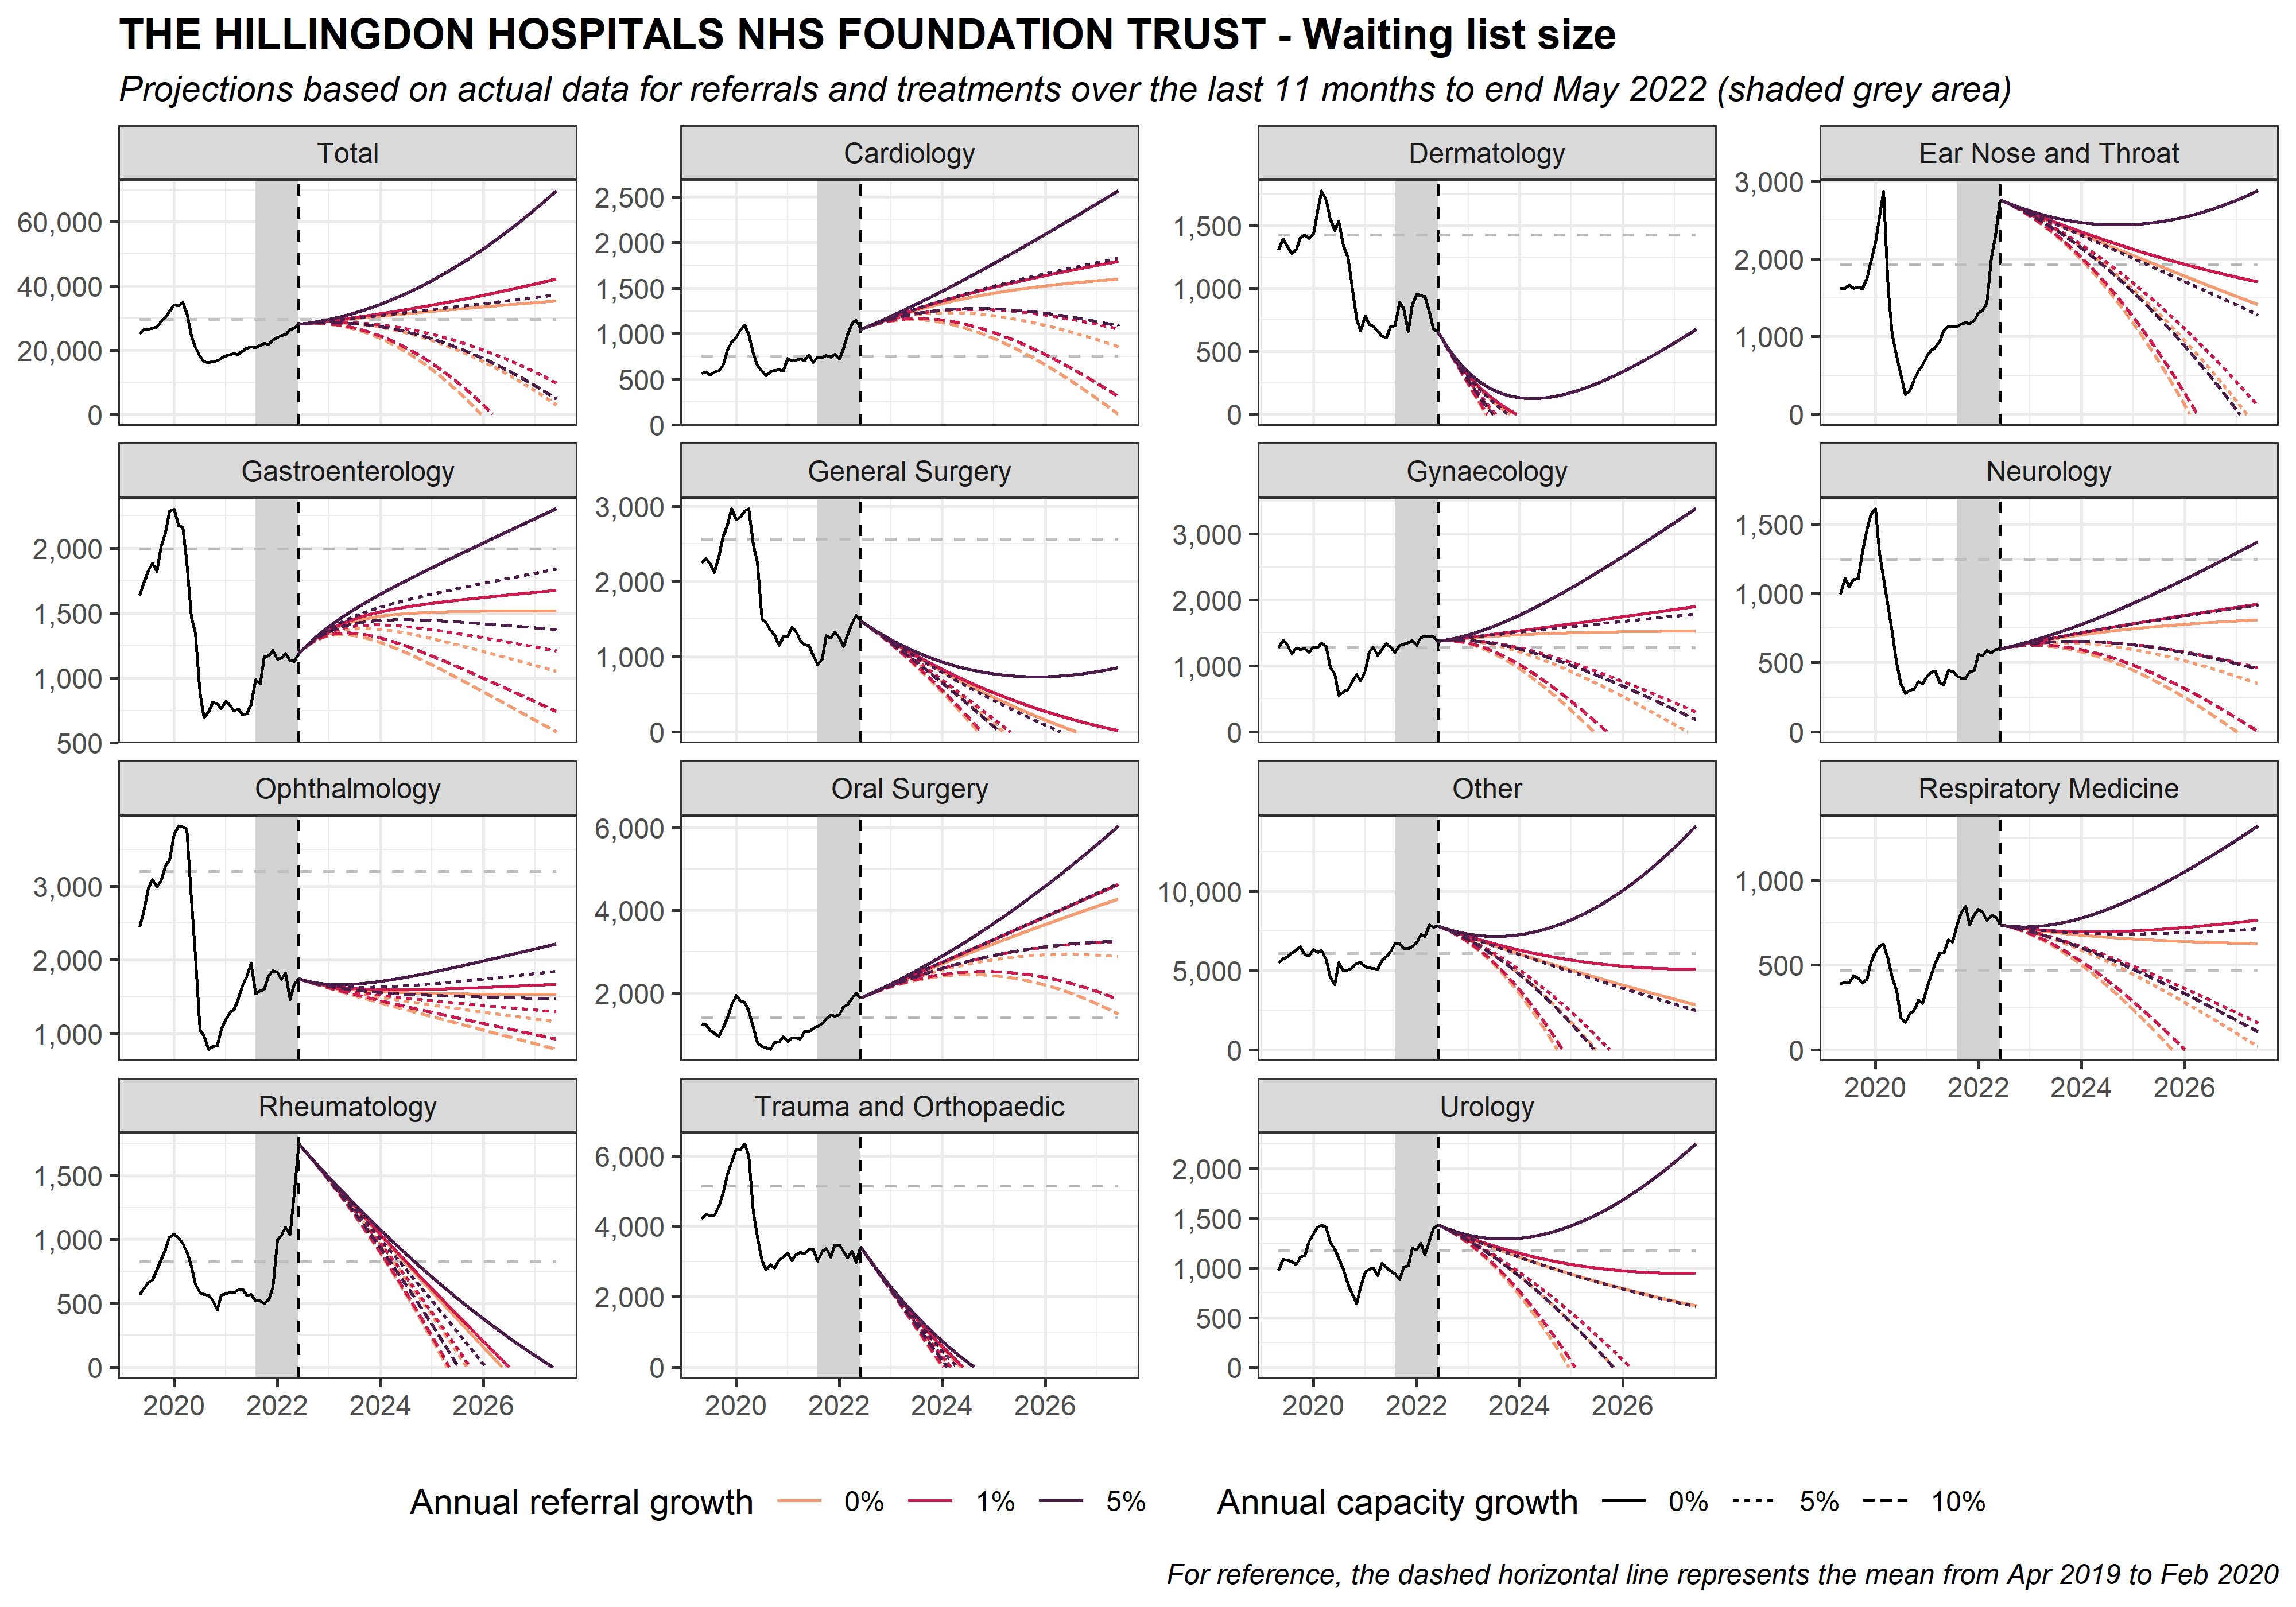 THE HILLINGDON HOSPITALS NHS FOUNDATION TRUST - Waiting list size
Projections based on actual data for referrals and treatments over the last 11 months to end May 2022 (shaded grey area)
Total
60,000
40,000
20,000
0
Cardiology
2,500
2,000
1,500
1,000
500
0
Dermatology
1,500
1,000
500
0
Ear Nose and Throat
3,000
2,000
1,000
0
Gastroenterology
2,000
1,500
1,000
500
General Surgery
3,000
2,000
1,000
0
Gynaecology
3,000
2,000
1,000
0
Neurology
1,500
1,000
500
0
Ophthalmology
3,000
2,000
1,000
Oral Surgery
6,000
4,000
2,000
Other
10,000
5,000
0
Respiratory Medicine
1,000
500
0
2020 2022 2024 2026
Rheumatology
1,500
1,000
500
0
2020 2022 2024 2026
Trauma and Orthopaedic
6,000
4,000
2,000
0
2020 2022 2024 2026
Urology
2,000
1,500
1,000
500
0
2020 2022 2024 2026
Annual referral growth 0% 1% 5% Annual capacity growth 0% 5% 10%
For reference, the dashed horizontal line represents the mean from Apr 2019 to Feb 2020